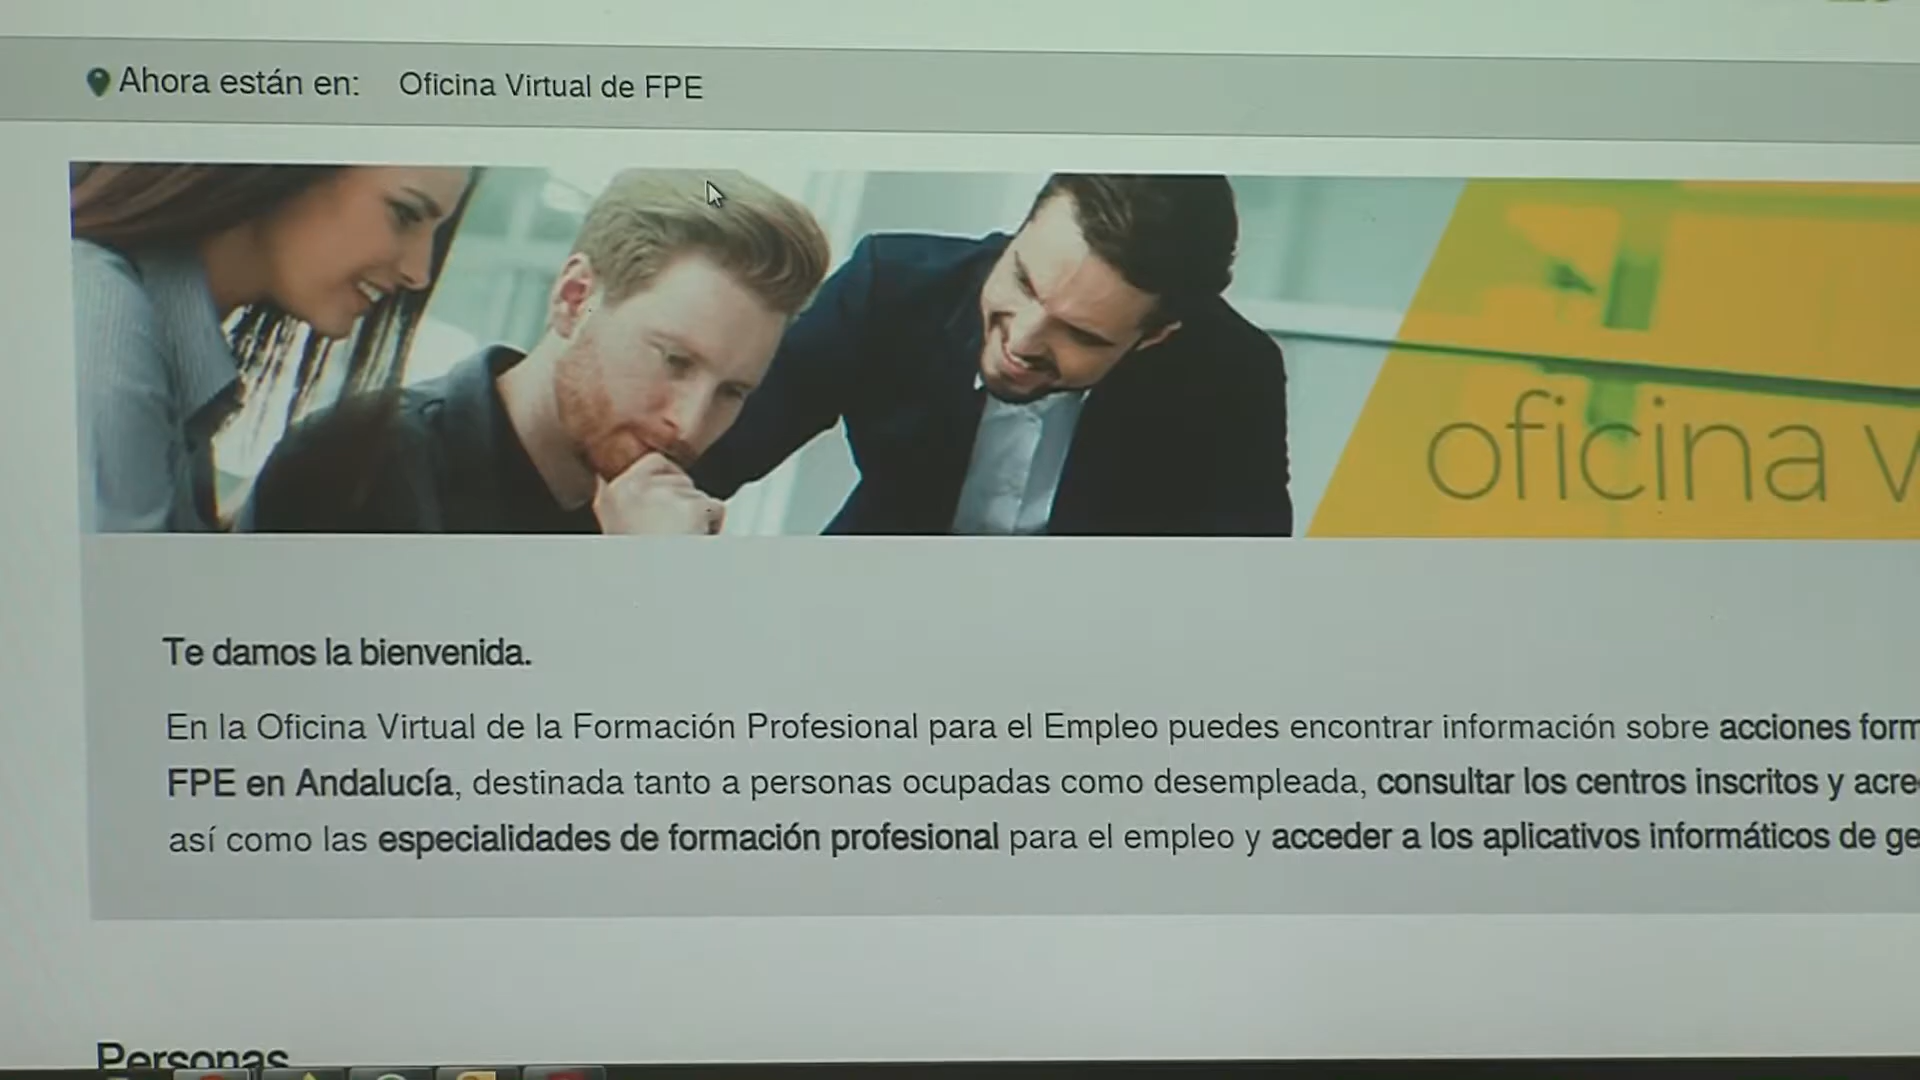 Ahora están en: Oficina Virtual de FPE
oficina
Te damos la bienvenida.
En la Oficina Virtual de la Formación Profesional para el Empleo puedes encontrar información sobre acciones form
FPE en Andalucía, destinada tanto a personas ocupadas como desempleada, consultar los centros inscritos y acre
así como las especialidades de formación profesional para el empleo y acceder a los aplicativos informáticos de ge
Personas